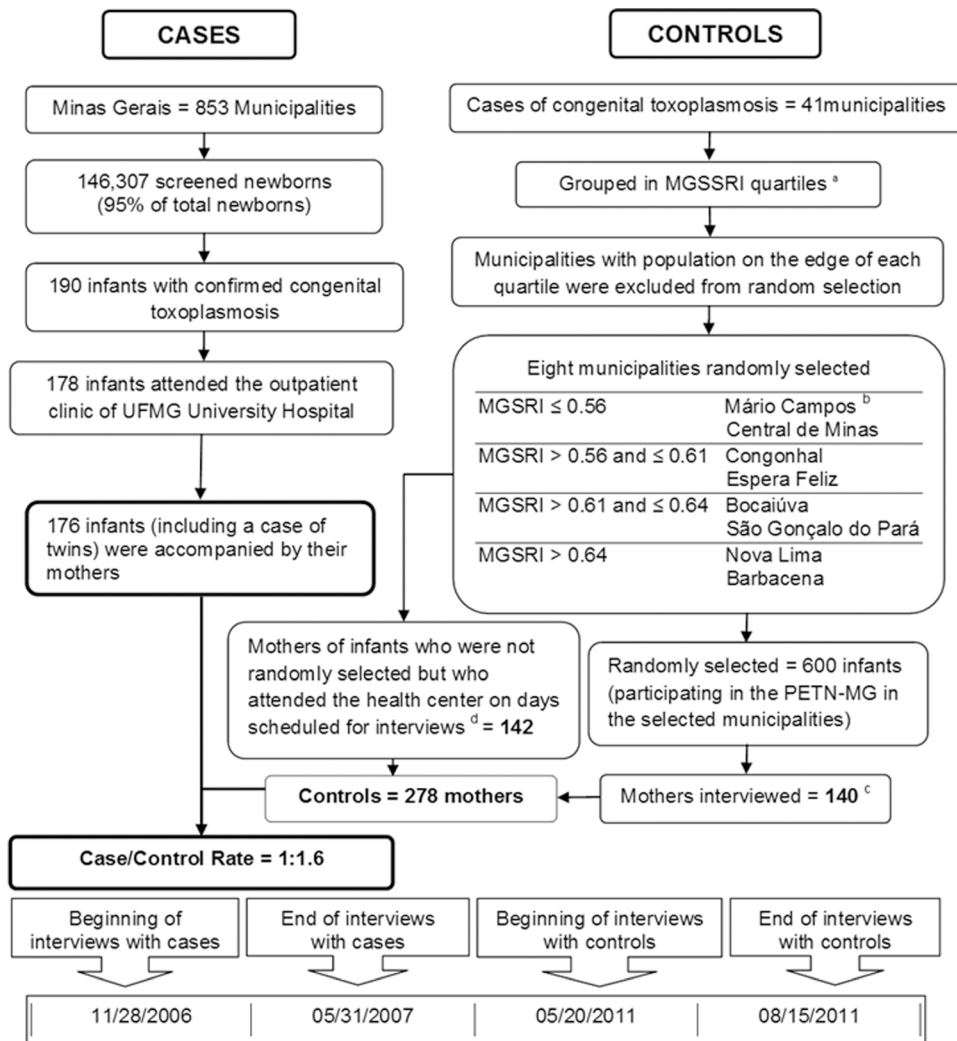 CASES
Minas Gerais = 853 Municipalities
146,307 screened newborns
(95% of total newborns)
190 infants with confirmed congenital
toxoplasmosis
178 infants attended the outpatient
clinic of UFMG University Hospital
176 infants (including a case of
twins) were accompanied by their
mothers
CONTROLS
Cases of congenital toxoplasmosis = 41municipalities
Grouped in MGSSRI quartiles a
Municipalities with population on the edge of each
quartile were excluded from random selection
Eight municipalities randomly selected
MGSRI ≤ 0.56 Mário Campos b
Central de Minas
MGSRI > 0.56 and ≤ 0.61 Congonhal
Espera Feliz
MGSRI > 0.61 and ≤ 0.64 Bocaiúva
São Gonçalo do Pará
MGSRI > 0.64 Nova Lima
Barbacena
Mothers of infants who were not
randomly selected but who
attended the health center on days
scheduled for interviews d = 142
Randomly selected = 600 infants
(participating in the PETN-MG in
the selected municipalities)
Controls = 278 mothers
Mothers interviewed = 140 c
Case/Control Rate = 1:1.6
Beginning of
interviews with cases
End of interviews
with cases
Beginning of interviews
with controls
End of interviews
with controls
11/28/2006 05/31/2007 05/20/2011 08/15/2011